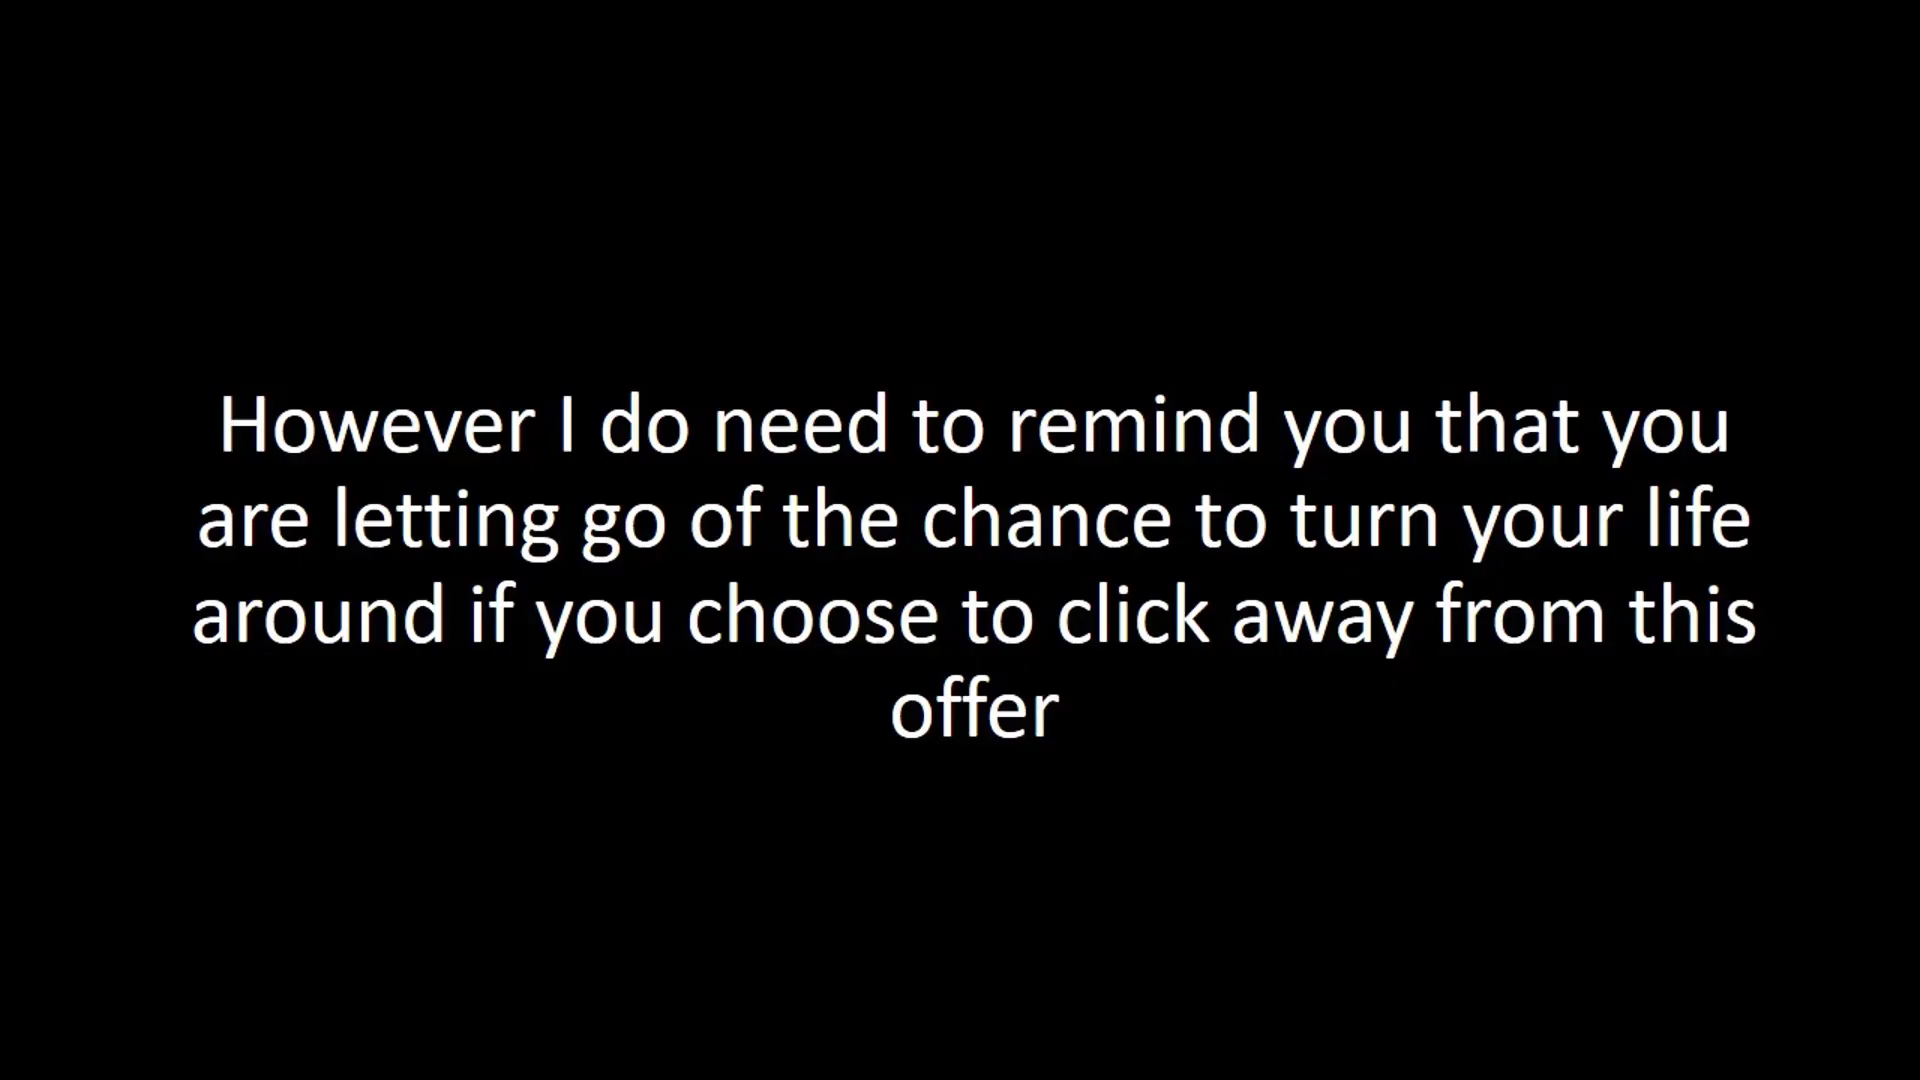 However I do need to remind you that you
are letting go of the chance to turn your life
around if you choose to click away from this
offer